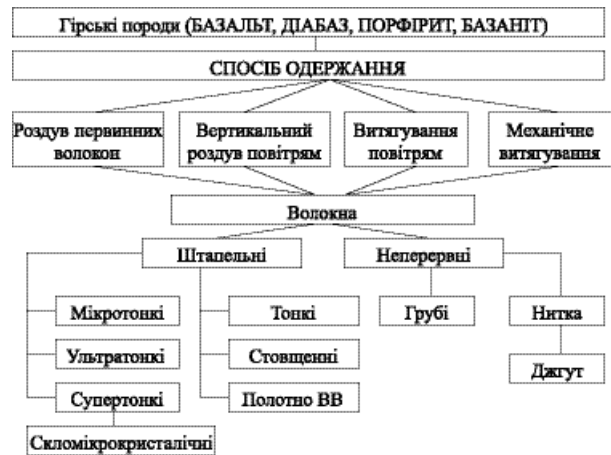 Гірські породи (БАЗАЛЬТ, ДІАБАЗ, ПОРФІРИТ, БАЗАНІТ)
СПОСІБ ОДЕРЖАННЯ
Роздув первинних
волокон
Вертикальний
роздув повітрям
Витягування
повітрям
Механічне
витягування
Волокна
Штапельні
Неперервні
Мікротонкі
Тонкі
Грубі
Нитка
Ультратонкі
Стовщенні
Джгут
Супертонкі
Полотно ВВ
Скломікрокристалічні